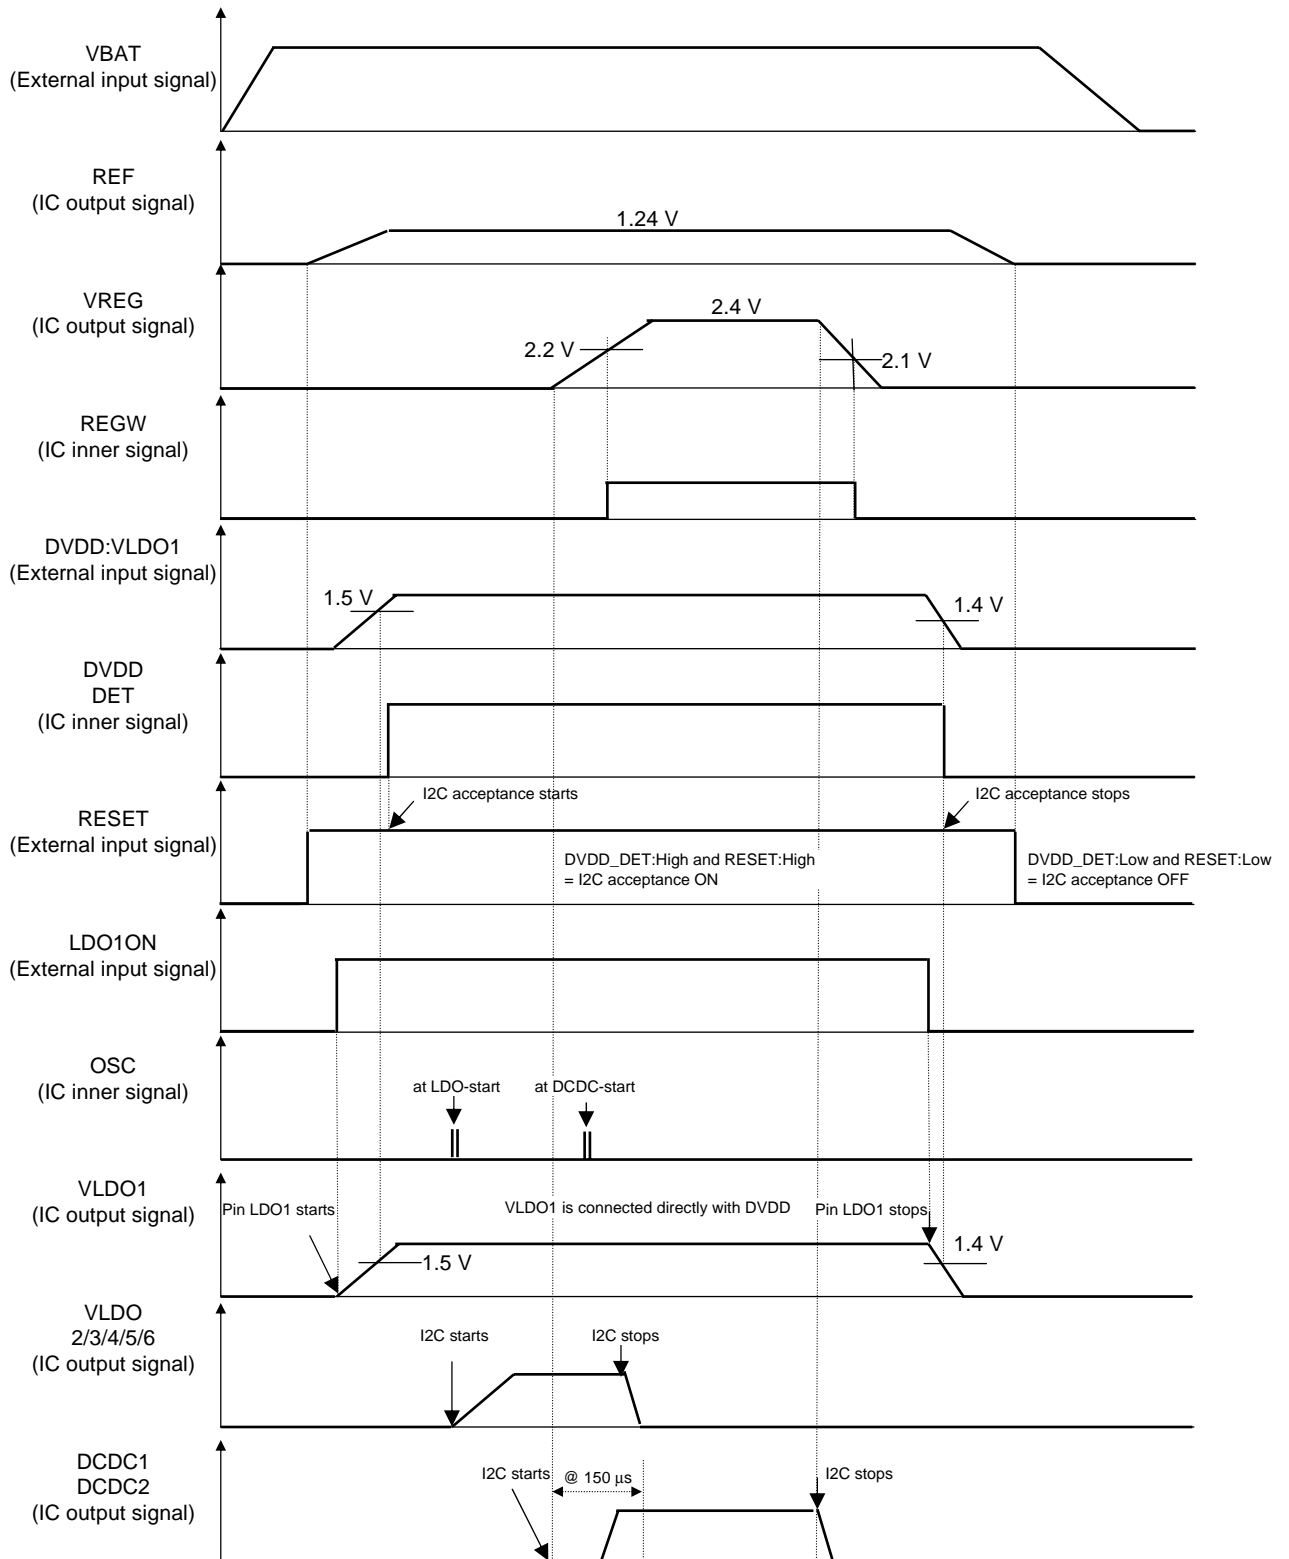 VBAT
(External input signal)
REF
(IC output signal)
1.24 V
VREG
(IC output signal)
2.4 V
2.2 V
2.1 V
REGW
(IC inner signal)
DVDD:VLDO1
(External input signal)
1.5 V
1.4 V
DVDD
DET
(IC inner signal)
I2C acceptance starts
I2C acceptance stops
RESET
(External input signal)
DVDD_DET:High and RESET:High
= I2C acceptance ON
DVDD_DET:Low and RESET:Low
= I2C acceptance OFF
LDO1ON
(External input signal)
OSC
(IC inner signal)
at LDO-start
at DCDC-start
VLDO1
(IC output signal)
Pin LDO1 starts
VLDO1 is connected directly with DVDD
Pin LDO1 stops
1.4 V
1.5 V
VLDO
2/3/4/5/6
(IC output signal)
I2C starts
I2C stops
DCDC1
DCDC2
(IC output signal)
I2C starts
@ 150 μs
I2C stops